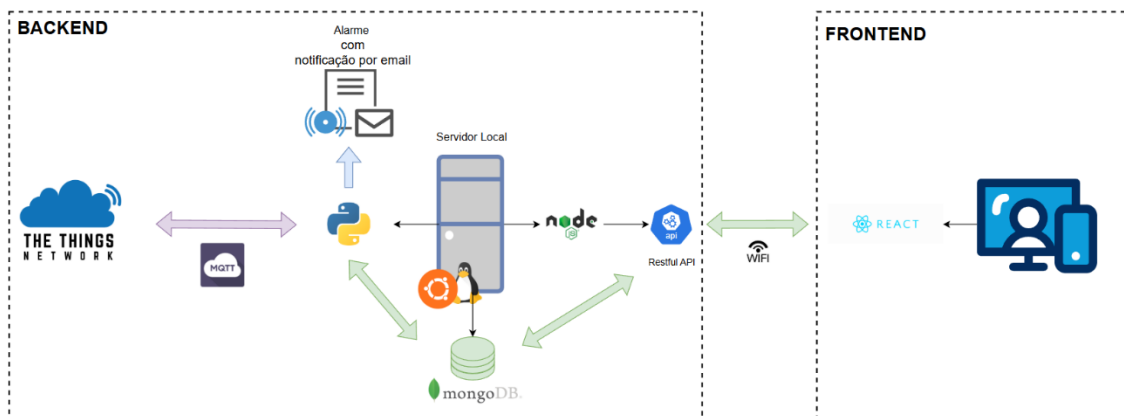 BACKEND
FRONTEND
Alarme
com
notificação por email
Servidor Local
THE THINGS
NETWORK
MQTT
node
JS
api
Restful API
WIFI
REACT
mongoDB.